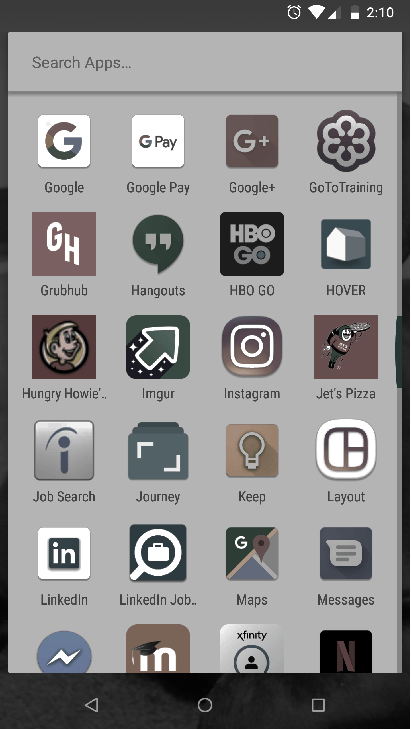 2:10
Search Apps...
G Pay
G+
Google
Google Pay
Google+
GoToTraining
GH
HBO
GO
Grubhub
Hangouts
HBO GO
HOVER
Hungry Howie'..
Imgur
Instagram
Jet's Pizza
Job Search
Journey
Keep
Layout
in
G
LinkedIn
LinkedIn Job..
Maps
Messages
xfinity
in
N